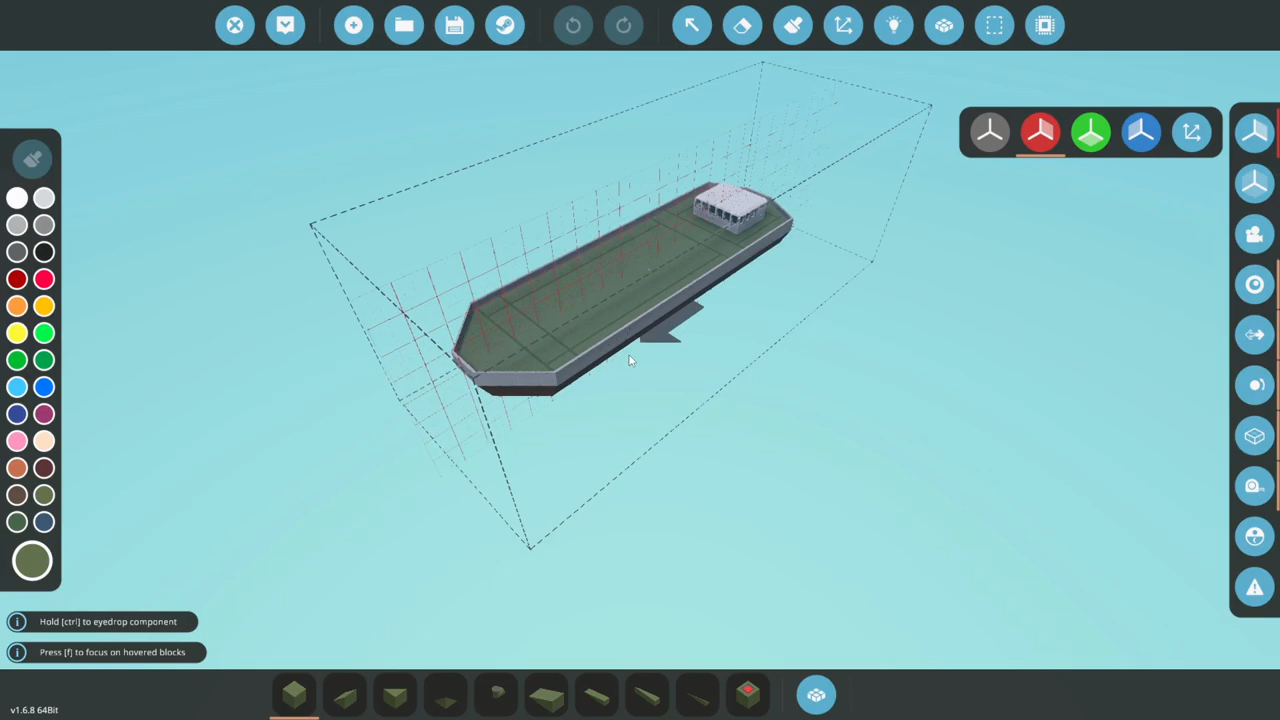 Hold [ctrl] to eyedrop component
Press [f] to focus on hovered blocks
v1.6.8 64Bit